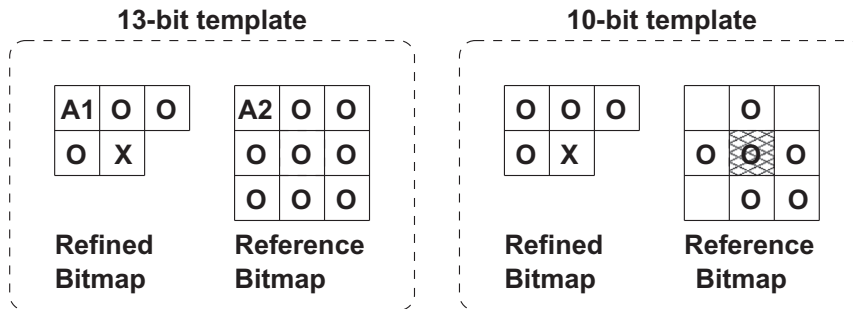 13-bit template 10-bit template
A1 O O A2 O O O O O O
O X O O O O X O O O
O O O O O
Refined Reference Refined Reference
Bitmap Bitmap Bitmap Bitmap